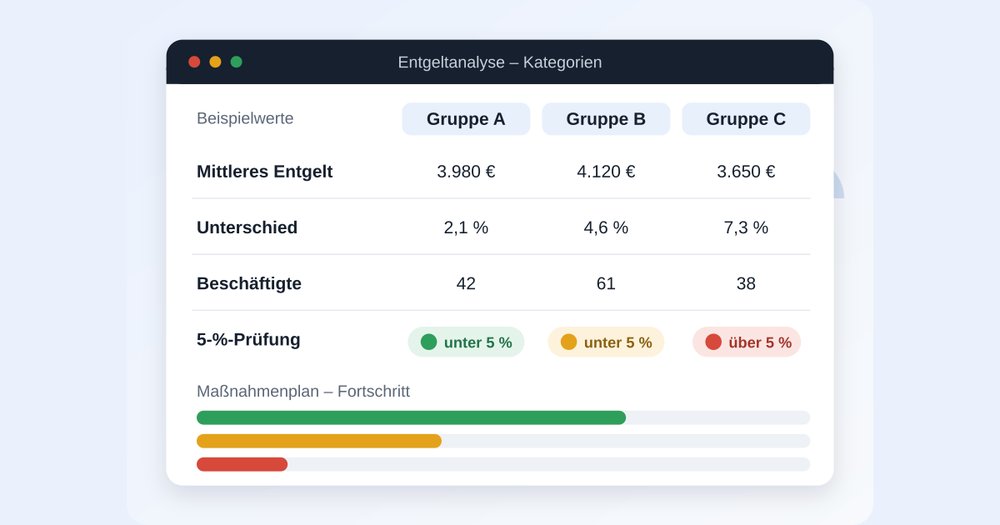 Entgeltanalyse – Kategorien
Beispielwerte Gruppe A Gruppe B Gruppe C
Mittleres Entgelt 3.980 € 4.120 € 3.650 €
Unterschied 2,1 % 4,6 % 7,3 %
Beschäftigte 42 61 38
5-%-Prüfung unter 5 % unter 5 % über 5 %
Maßnahmenplan – Fortschritt